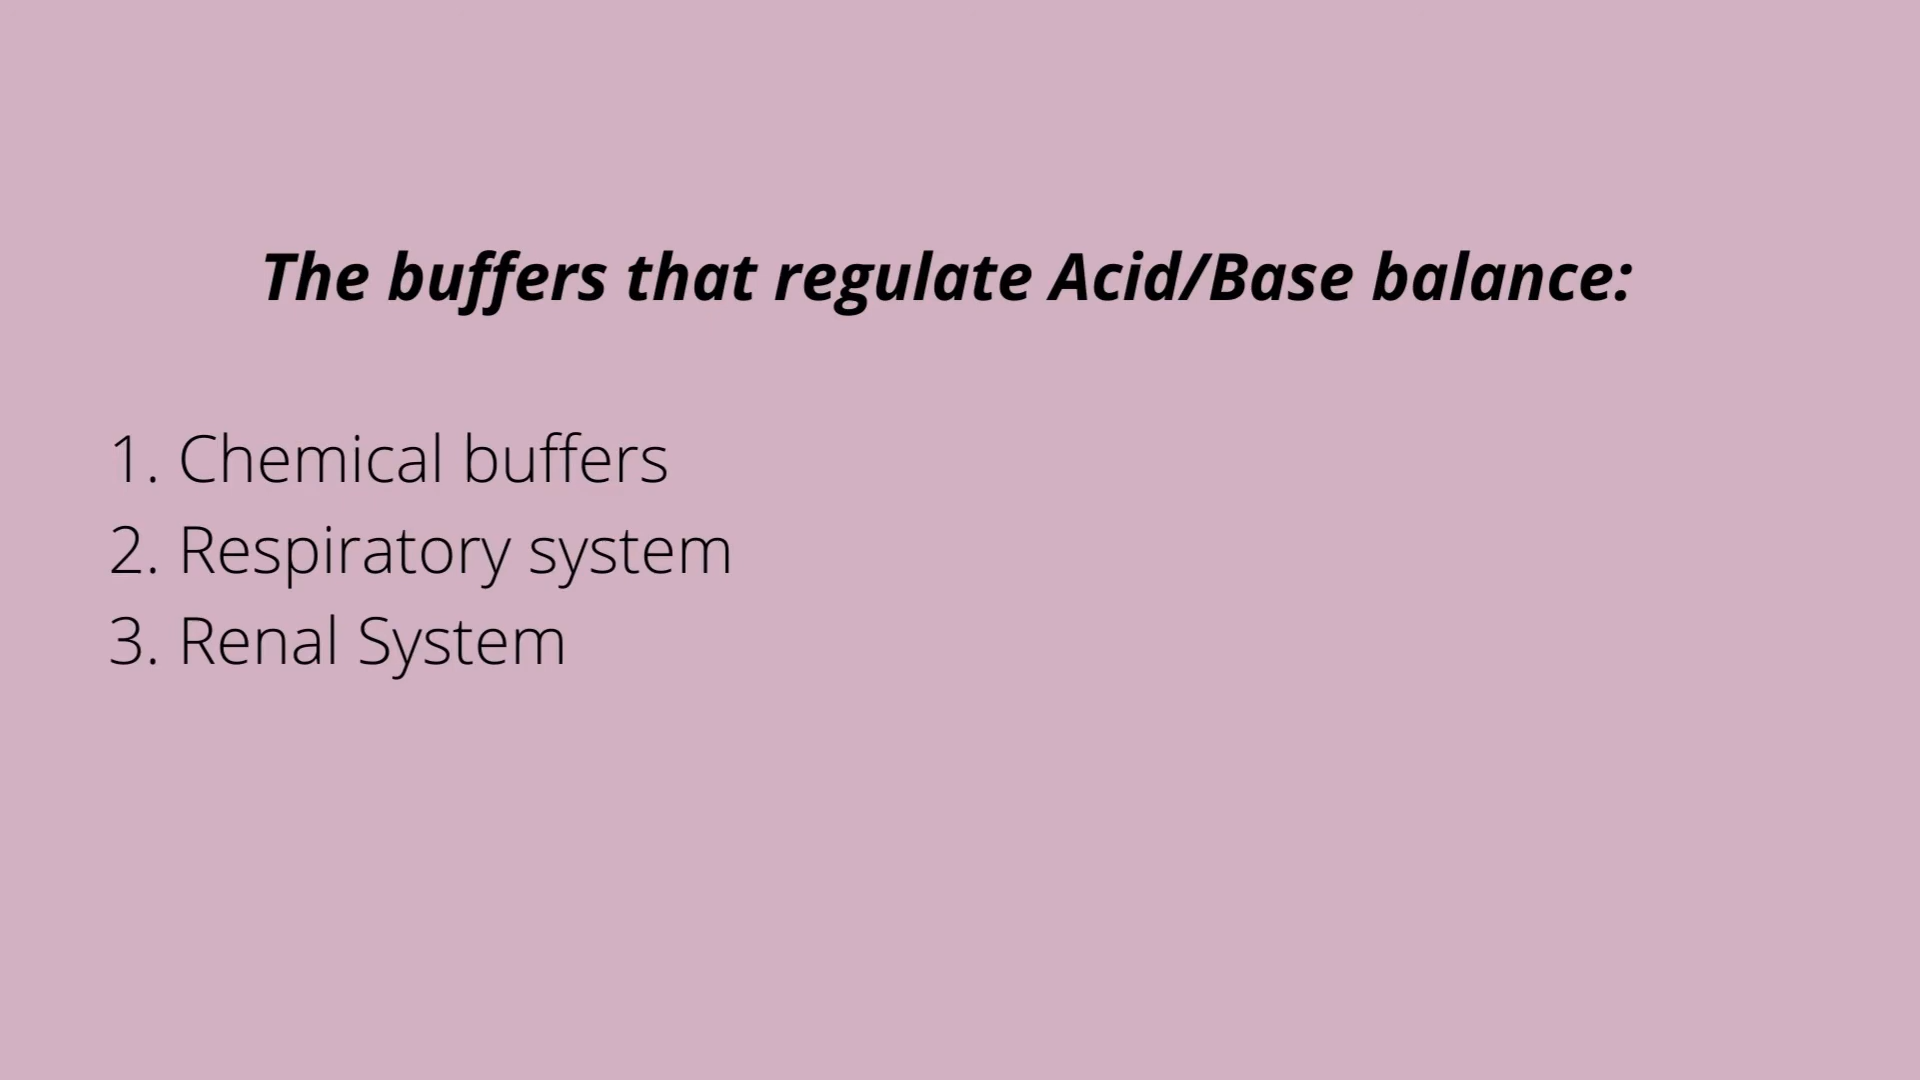 The buffers that regulate Acid/Base balance:
1. Chemical buffers
2. Respiratory system
3. Renal System